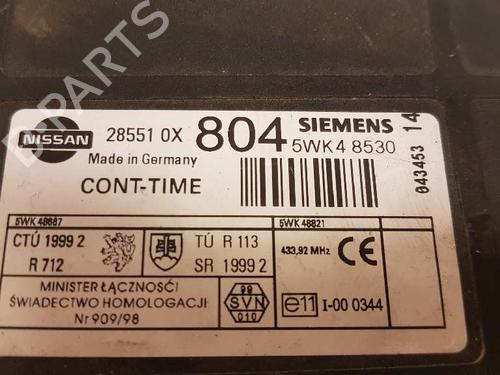 B PARTS
NISSAN 28551 0X 804 SIEMENS
Made in Germany 5WK4 8530
CONT-TIME
043453 14
5WK 48687 5WK 48821
CTÚ 1999 2 TÚ R 113 433,92 MHz CE
R 712 SR 1999 2
MINISTER ŁĄCZNOŚCI
ŚWIADECTWO HOMOLOGACJI
Nr 909/98
99
SVN
010
e11 I-00 0344